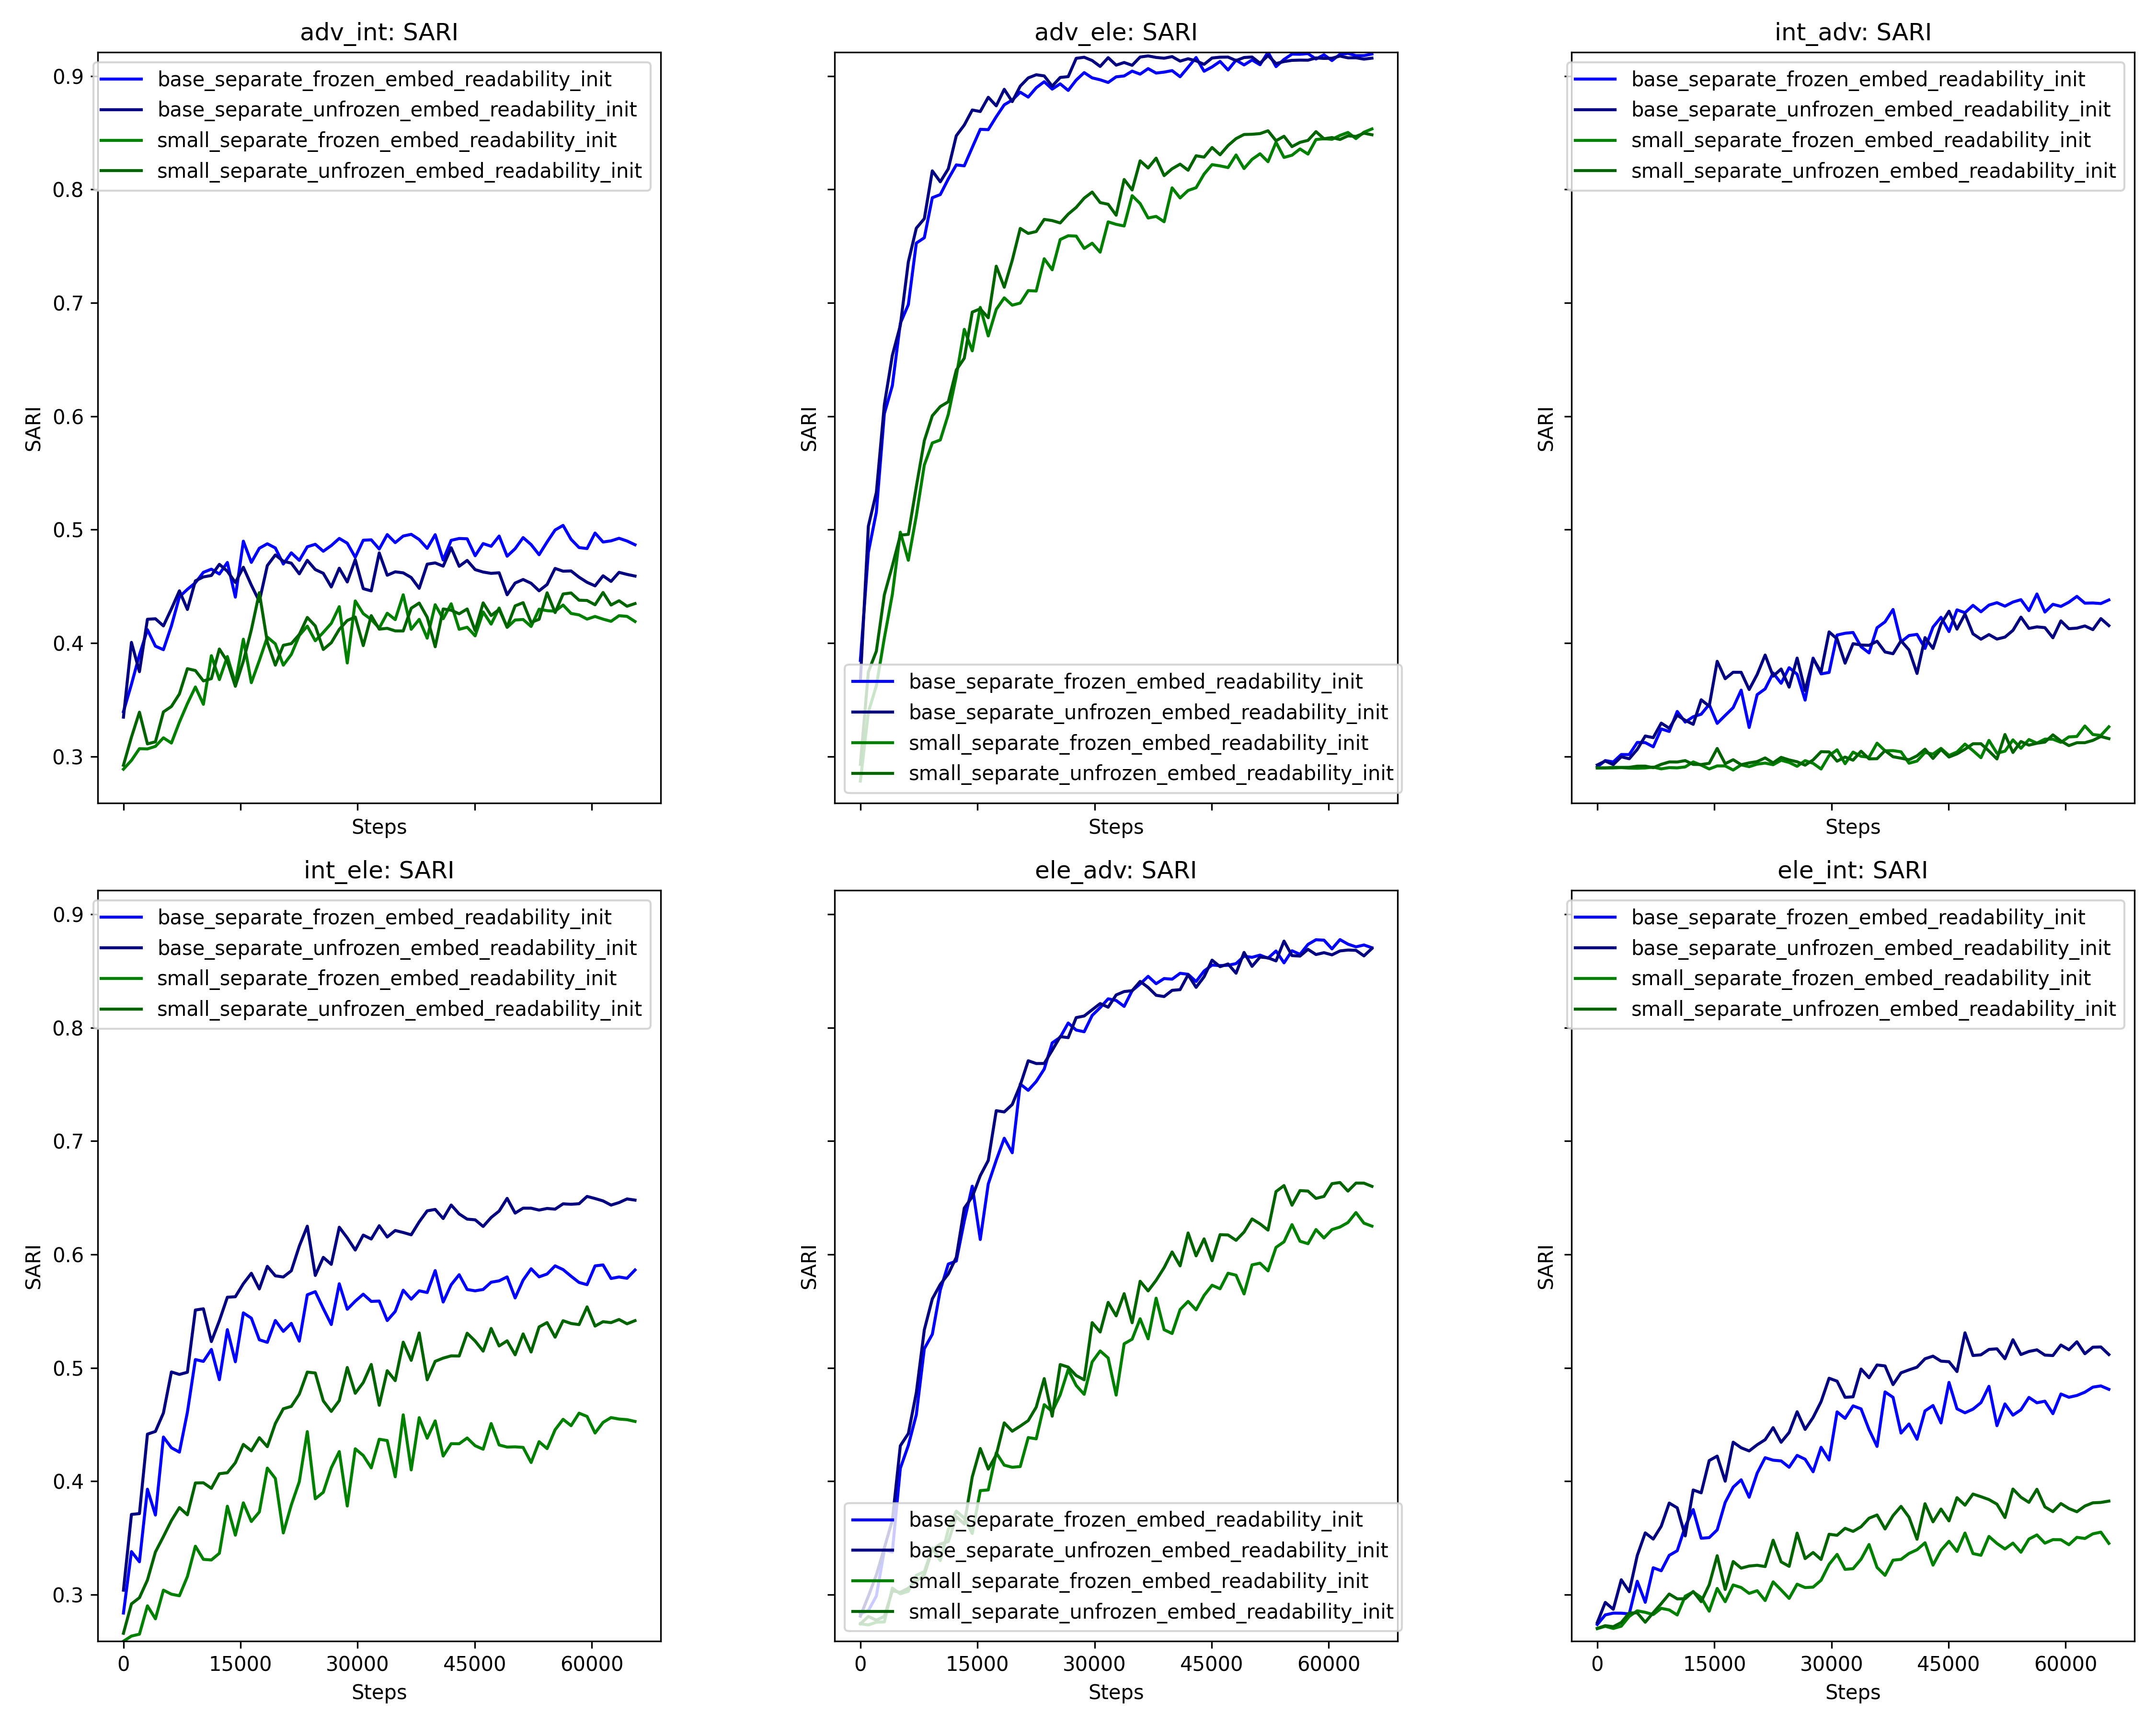 adv_int: SARI
adv_ele: SARI
int_adv: SARI
0.9
0.8
0.7
0.6
0.5
0.4
0.3
SARI
base_separate_frozen_embed_readability_init
base_separate_unfrozen_embed_readability_init
small_separate_frozen_embed_readability_init
small_separate_unfrozen_embed_readability_init
Steps
SARI
base_separate_frozen_embed_readability_init
base_separate_unfrozen_embed_readability_init
small_separate_frozen_embed_readability_init
small_separate_unfrozen_embed_readability_init
Steps
SARI
base_separate_frozen_embed_readability_init
base_separate_unfrozen_embed_readability_init
small_separate_frozen_embed_readability_init
small_separate_unfrozen_embed_readability_init
Steps
int_ele: SARI
ele_adv: SARI
ele_int: SARI
0.9
0.8
0.7
0.6
0.5
0.4
0.3
SARI
base_separate_frozen_embed_readability_init
base_separate_unfrozen_embed_readability_init
small_separate_frozen_embed_readability_init
small_separate_unfrozen_embed_readability_init
0 15000 30000 45000 60000
Steps
SARI
base_separate_frozen_embed_readability_init
base_separate_unfrozen_embed_readability_init
small_separate_frozen_embed_readability_init
small_separate_unfrozen_embed_readability_init
0 15000 30000 45000 60000
Steps
SARI
base_separate_frozen_embed_readability_init
base_separate_unfrozen_embed_readability_init
small_separate_frozen_embed_readability_init
small_separate_unfrozen_embed_readability_init
0 15000 30000 45000 60000
Steps